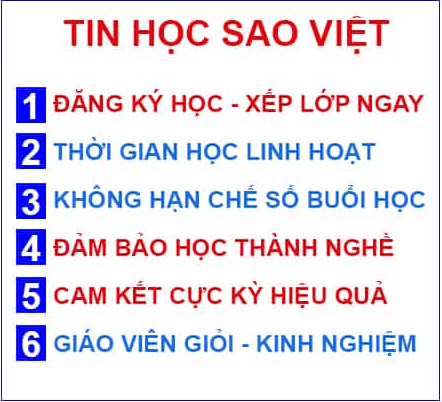 TIN HỌC SAO VIỆT
1 ĐĂNG KÝ HỌC - XẾP LỚP NGAY
2 THỜI GIAN HỌC LINH HOẠT
3 KHÔNG HẠN CHẾ SỐ BUỔI HỌC
4 ĐẢM BẢO HỌC THÀNH NGHỀ
5 CAM KẾT CỰC KỲ HIỆU QUẢ
6 GIÁO VIÊN GIỎI - KINH NGHIỆM